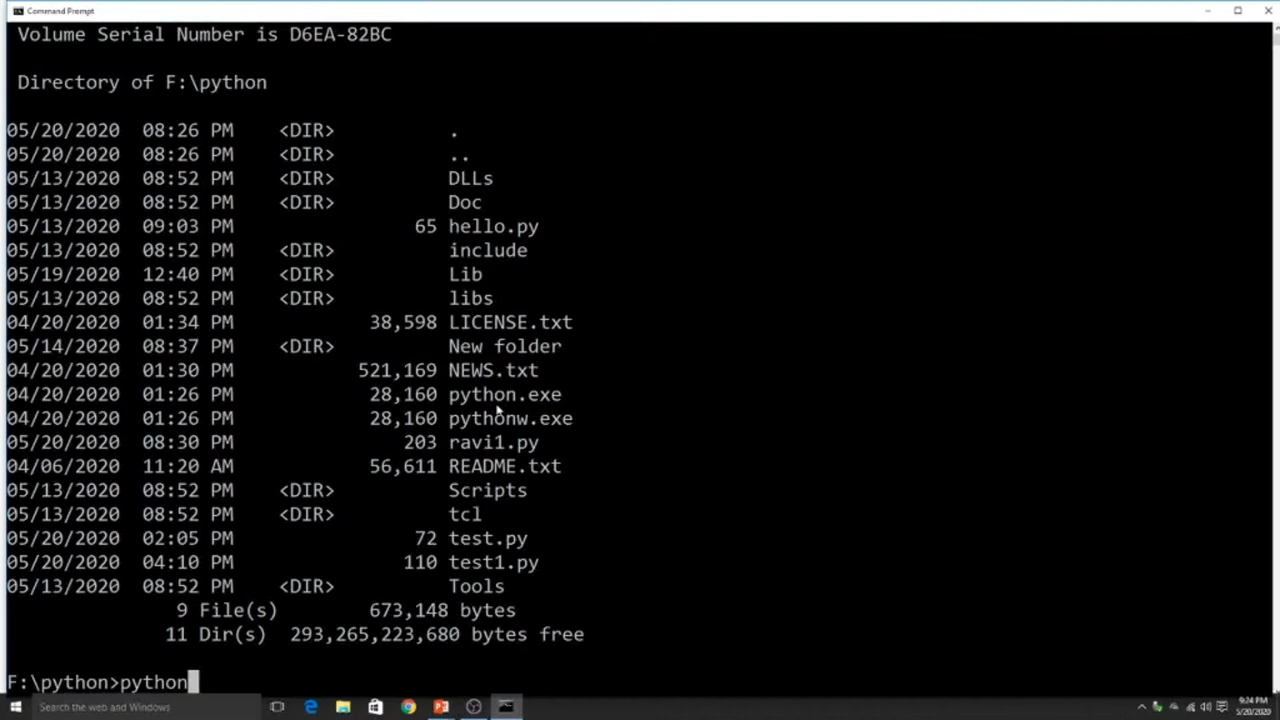 Command Prompt
Volume Serial Number is D6EA-82BC
Directory of F:\python
05/20/2020 08:26 PM <DIR> .
05/20/2020 08:26 PM <DIR> ..
05/13/2020 08:52 PM <DIR> DLLs
05/13/2020 08:52 PM <DIR> Doc
05/13/2020 09:03 PM 65 hello.py
05/13/2020 08:52 PM <DIR> include
05/19/2020 12:40 PM <DIR> Lib
05/13/2020 08:52 PM <DIR> libs
04/20/2020 01:34 PM 38,598 LICENSE.txt
05/14/2020 08:37 PM <DIR> New folder
04/20/2020 01:30 PM 521,169 NEWS.txt
04/20/2020 01:26 PM 28,160 python.exe
04/20/2020 01:26 PM 28,160 pythonw.exe
05/20/2020 08:30 PM 203 ravi1.py
04/06/2020 11:20 AM 56,611 README.txt
05/13/2020 08:52 PM <DIR> Scripts
05/13/2020 08:52 PM <DIR> tcl
05/20/2020 02:05 PM 72 test.py
05/20/2020 04:10 PM 110 test1.py
05/13/2020 08:52 PM <DIR> Tools
9 File(s) 673,148 bytes
11 Dir(s) 293,265,223,680 bytes free
F:\python>python
Search the web and Windows
9:24 PM
5/20/2020